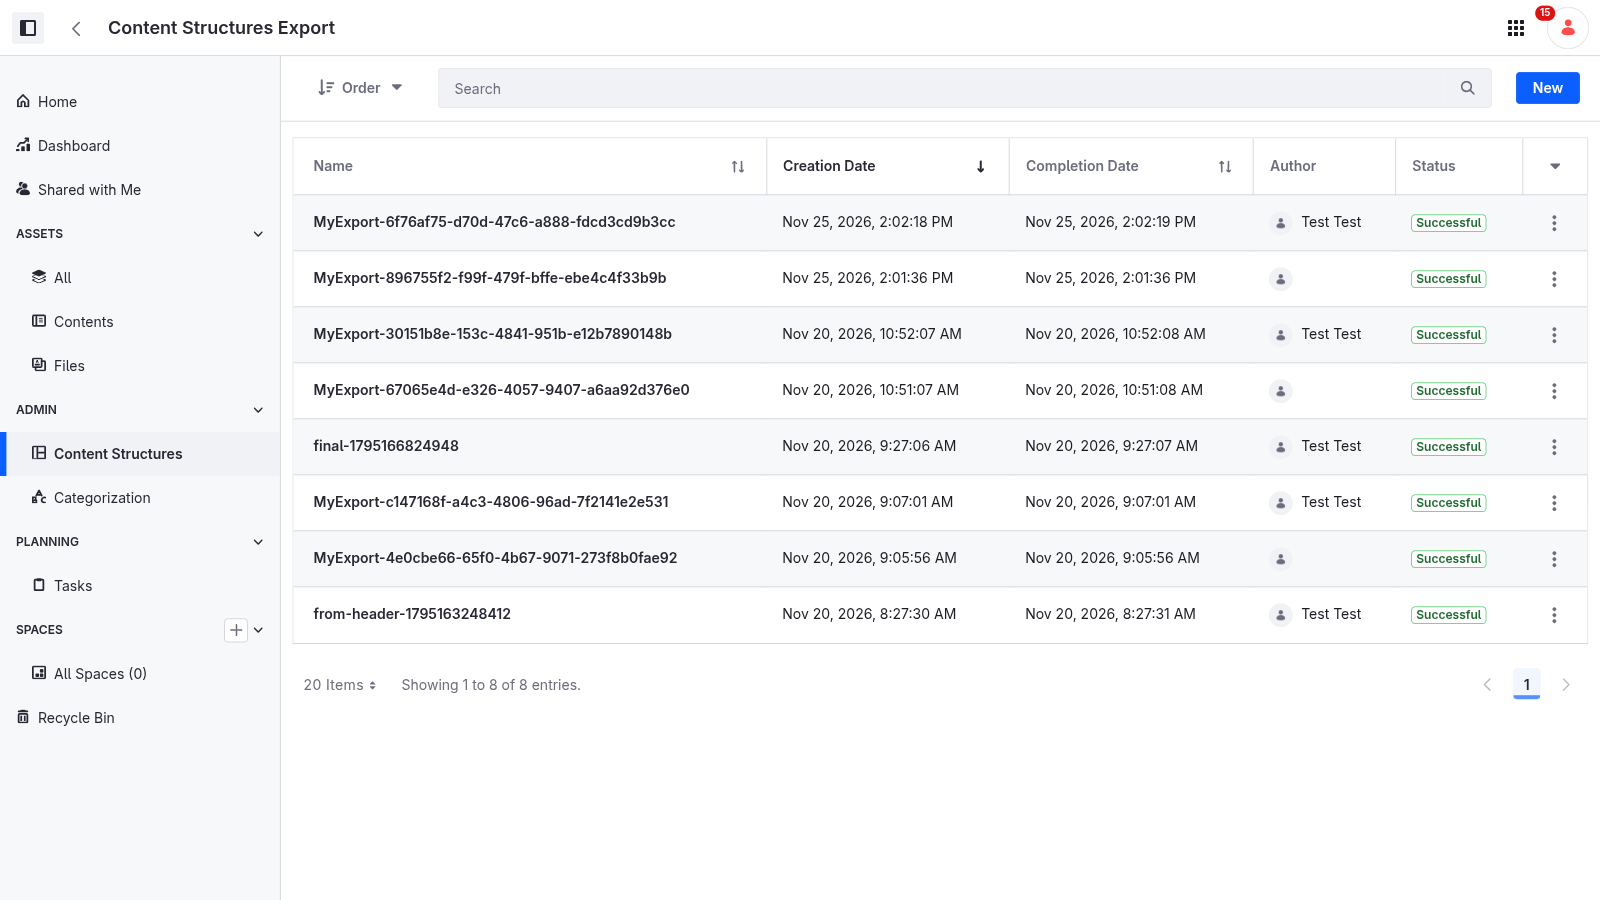 Content Structures Export
15
Home
Dashboard
Shared with Me
ASSETS
All
Contents
Files
ADMIN
Content Structures
Categorization
PLANNING
Tasks
SPACES
All Spaces (0)
Recycle Bin
Order
Search
New
Name Creation Date Completion Date Author Status
MyExport-6f76af75-d70d-47c6-a888-fdcd3cd9b3cc Nov 25, 2026, 2:02:18 PM Nov 25, 2026, 2:02:19 PM Test Test Successful
MyExport-896755f2-f99f-479f-bffe-ebe4c4f33b9b Nov 25, 2026, 2:01:36 PM Nov 25, 2026, 2:01:36 PM Successful
MyExport-30151b8e-153c-4841-951b-e12b7890148b Nov 20, 2026, 10:52:07 AM Nov 20, 2026, 10:52:08 AM Test Test Successful
MyExport-67065e4d-e326-4057-9407-a6aa92d376e0 Nov 20, 2026, 10:51:07 AM Nov 20, 2026, 10:51:08 AM Successful
final-1795166824948 Nov 20, 2026, 9:27:06 AM Nov 20, 2026, 9:27:07 AM Test Test Successful
MyExport-c147168f-a4c3-4806-96ad-7f2141e2e531 Nov 20, 2026, 9:07:01 AM Nov 20, 2026, 9:07:01 AM Test Test Successful
MyExport-4e0cbe66-65f0-4b67-9071-273f8b0fae92 Nov 20, 2026, 9:05:56 AM Nov 20, 2026, 9:05:56 AM Successful
from-header-1795163248412 Nov 20, 2026, 8:27:30 AM Nov 20, 2026, 8:27:31 AM Test Test Successful
20 Items Showing 1 to 8 of 8 entries. 1